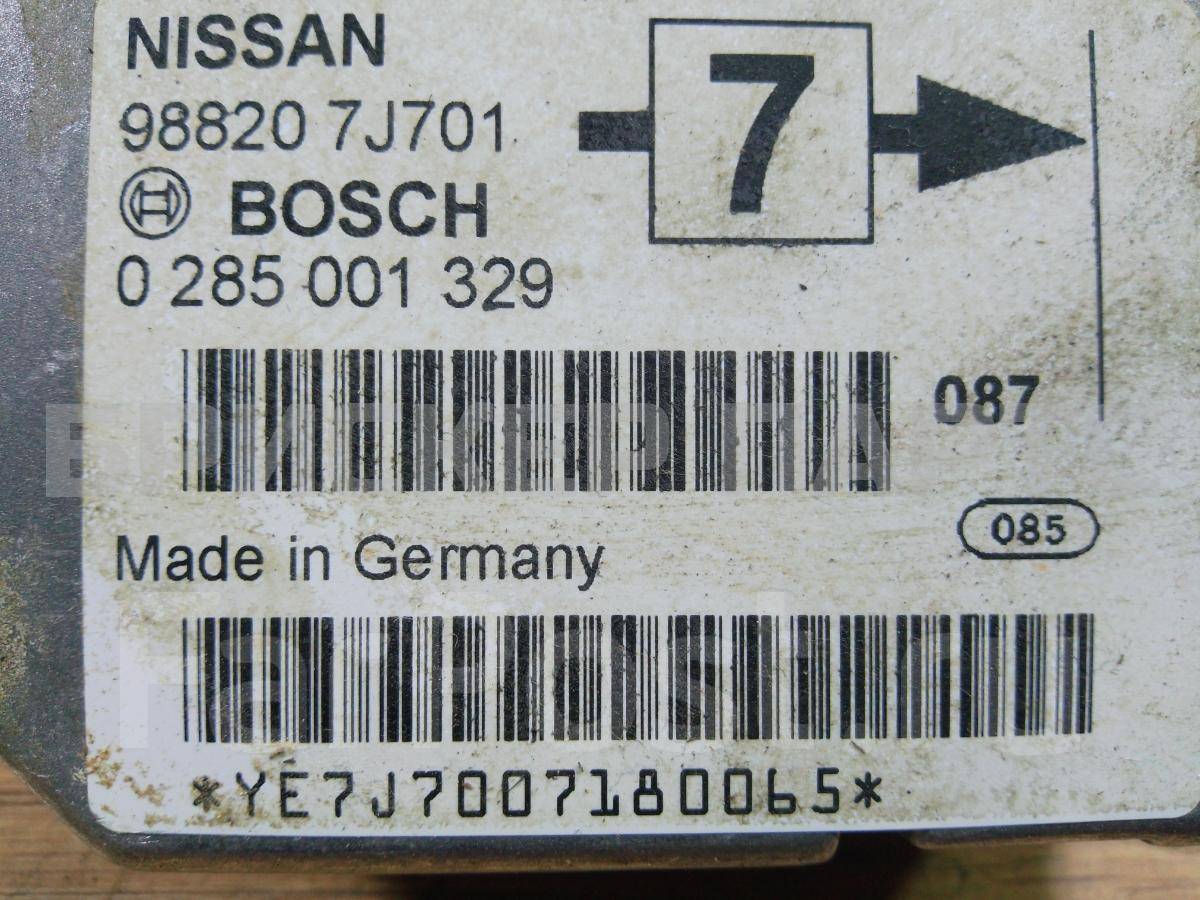 NISSAN
98820 7J701
7
BOSCH
0 285 001 329
087
085
Made in Germany
*YE7J7007180065*